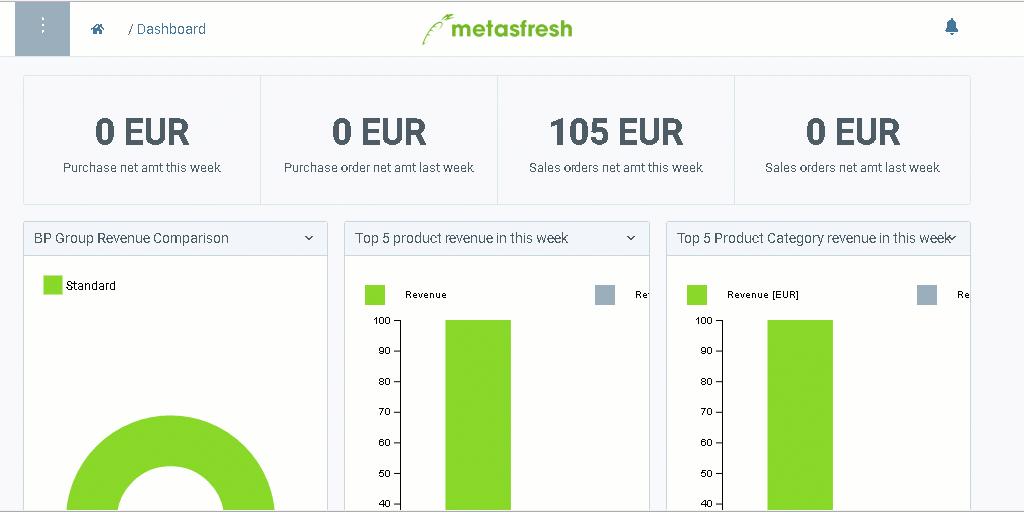 / Dashboard
metasfresh
0 EUR
Purchase net amt this week
0 EUR
Purchase order net amt last week
105 EUR
Sales orders net amt this week
0 EUR
Sales orders net amt last week
BP Group Revenue Comparison
Standard
Top 5 product revenue in this week
Revenue
Re
100
90
80
70
60
50
40
Top 5 Product Category revenue in this week
Revenue [EUR]
Re
100
90
80
70
60
50
40